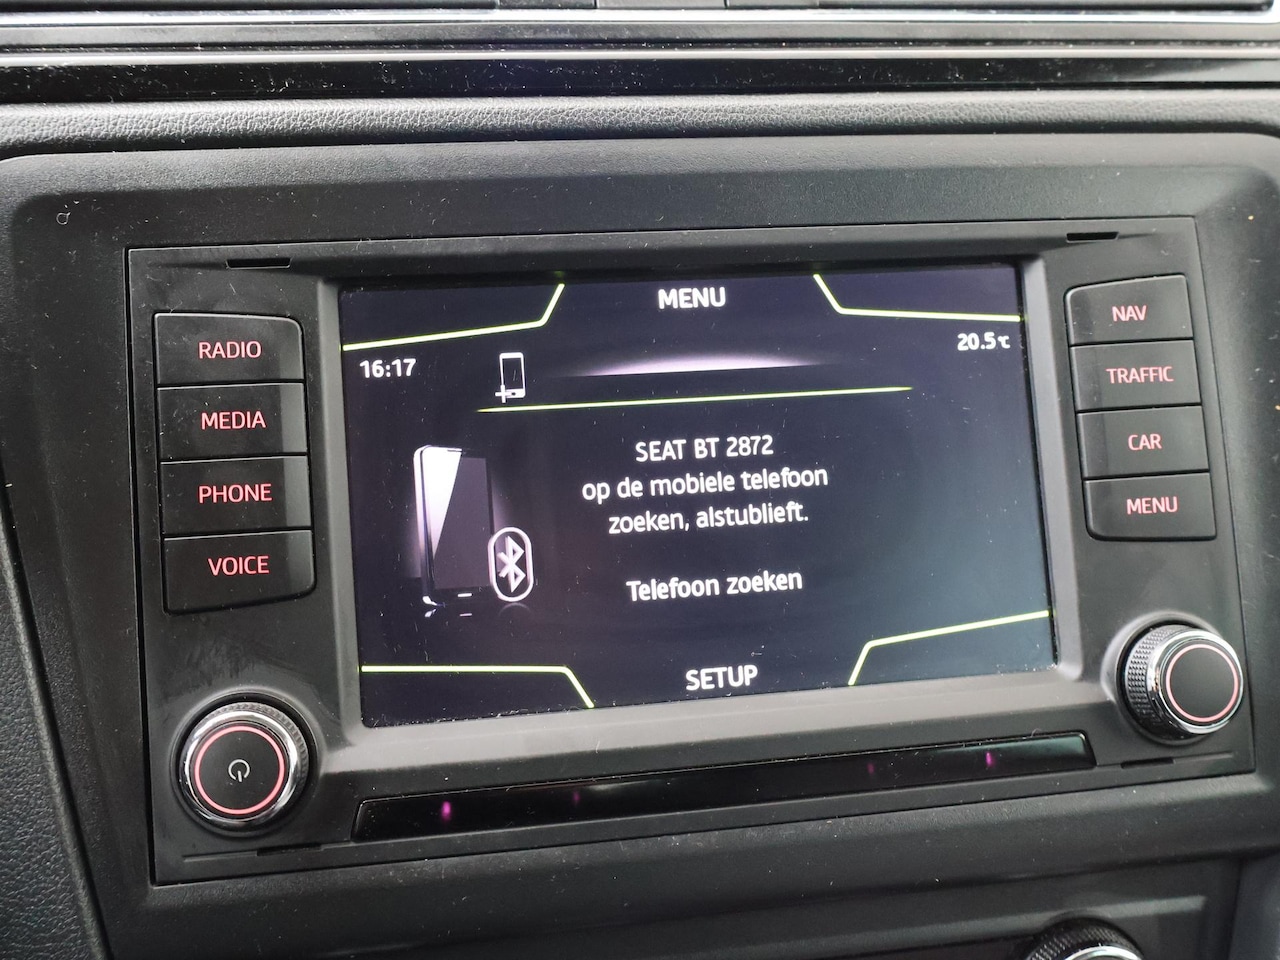 MENU
16:17
20.5°C
SEAT BT 2872
op de mobiele telefoon
zoeken, alstublieft.
Telefoon zoeken
SETUP
RADIO
MEDIA
PHONE
VOICE
NAV
TRAFFIC
CAR
MENU